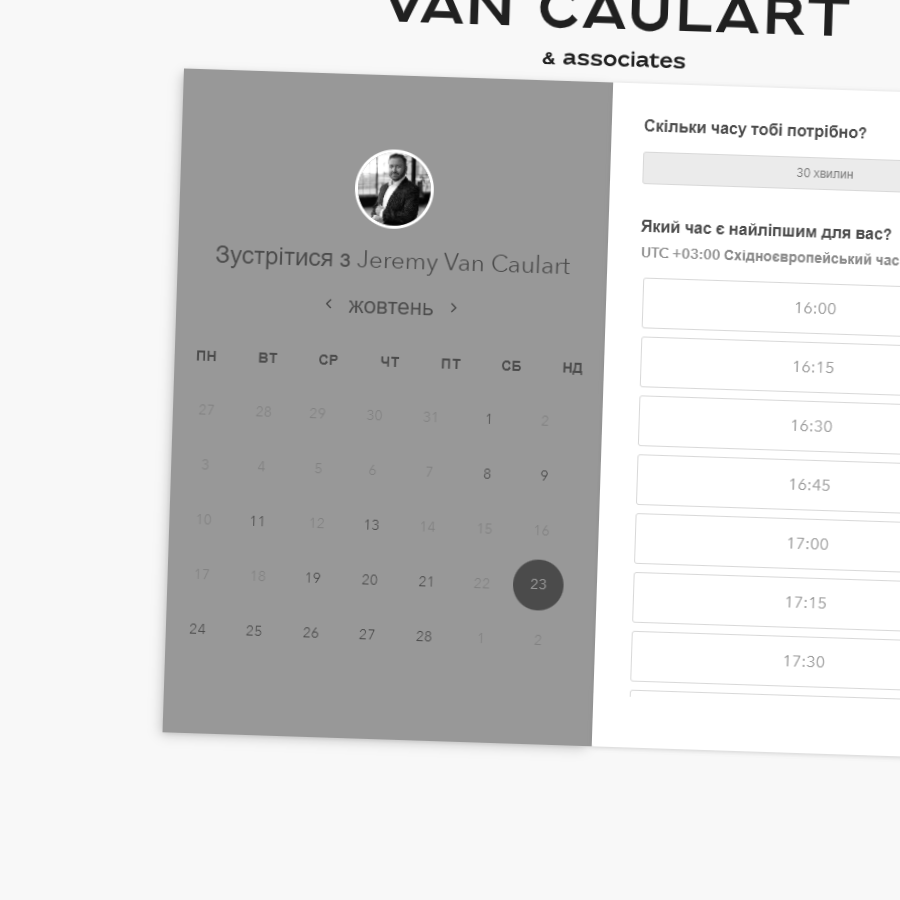 VAN CAULART
& associates
Зустрітися з Jeremy Van Caulart
‹ жовтень ›
ПН ВТ СР ЧТ ПТ СБ НД
27 28 29 30 31 1 2
3 4 5 6 7 8 9
10 11 12 13 14 15 16
17 18 19 20 21 22 23
24 25 26 27 28 1 2
Скільки часу тобі потрібно?
30 хвилин
Який час є найліпшим для вас?
UTC +03:00 Східноєвропейський час
16:00
16:15
16:30
16:45
17:00
17:15
17:30